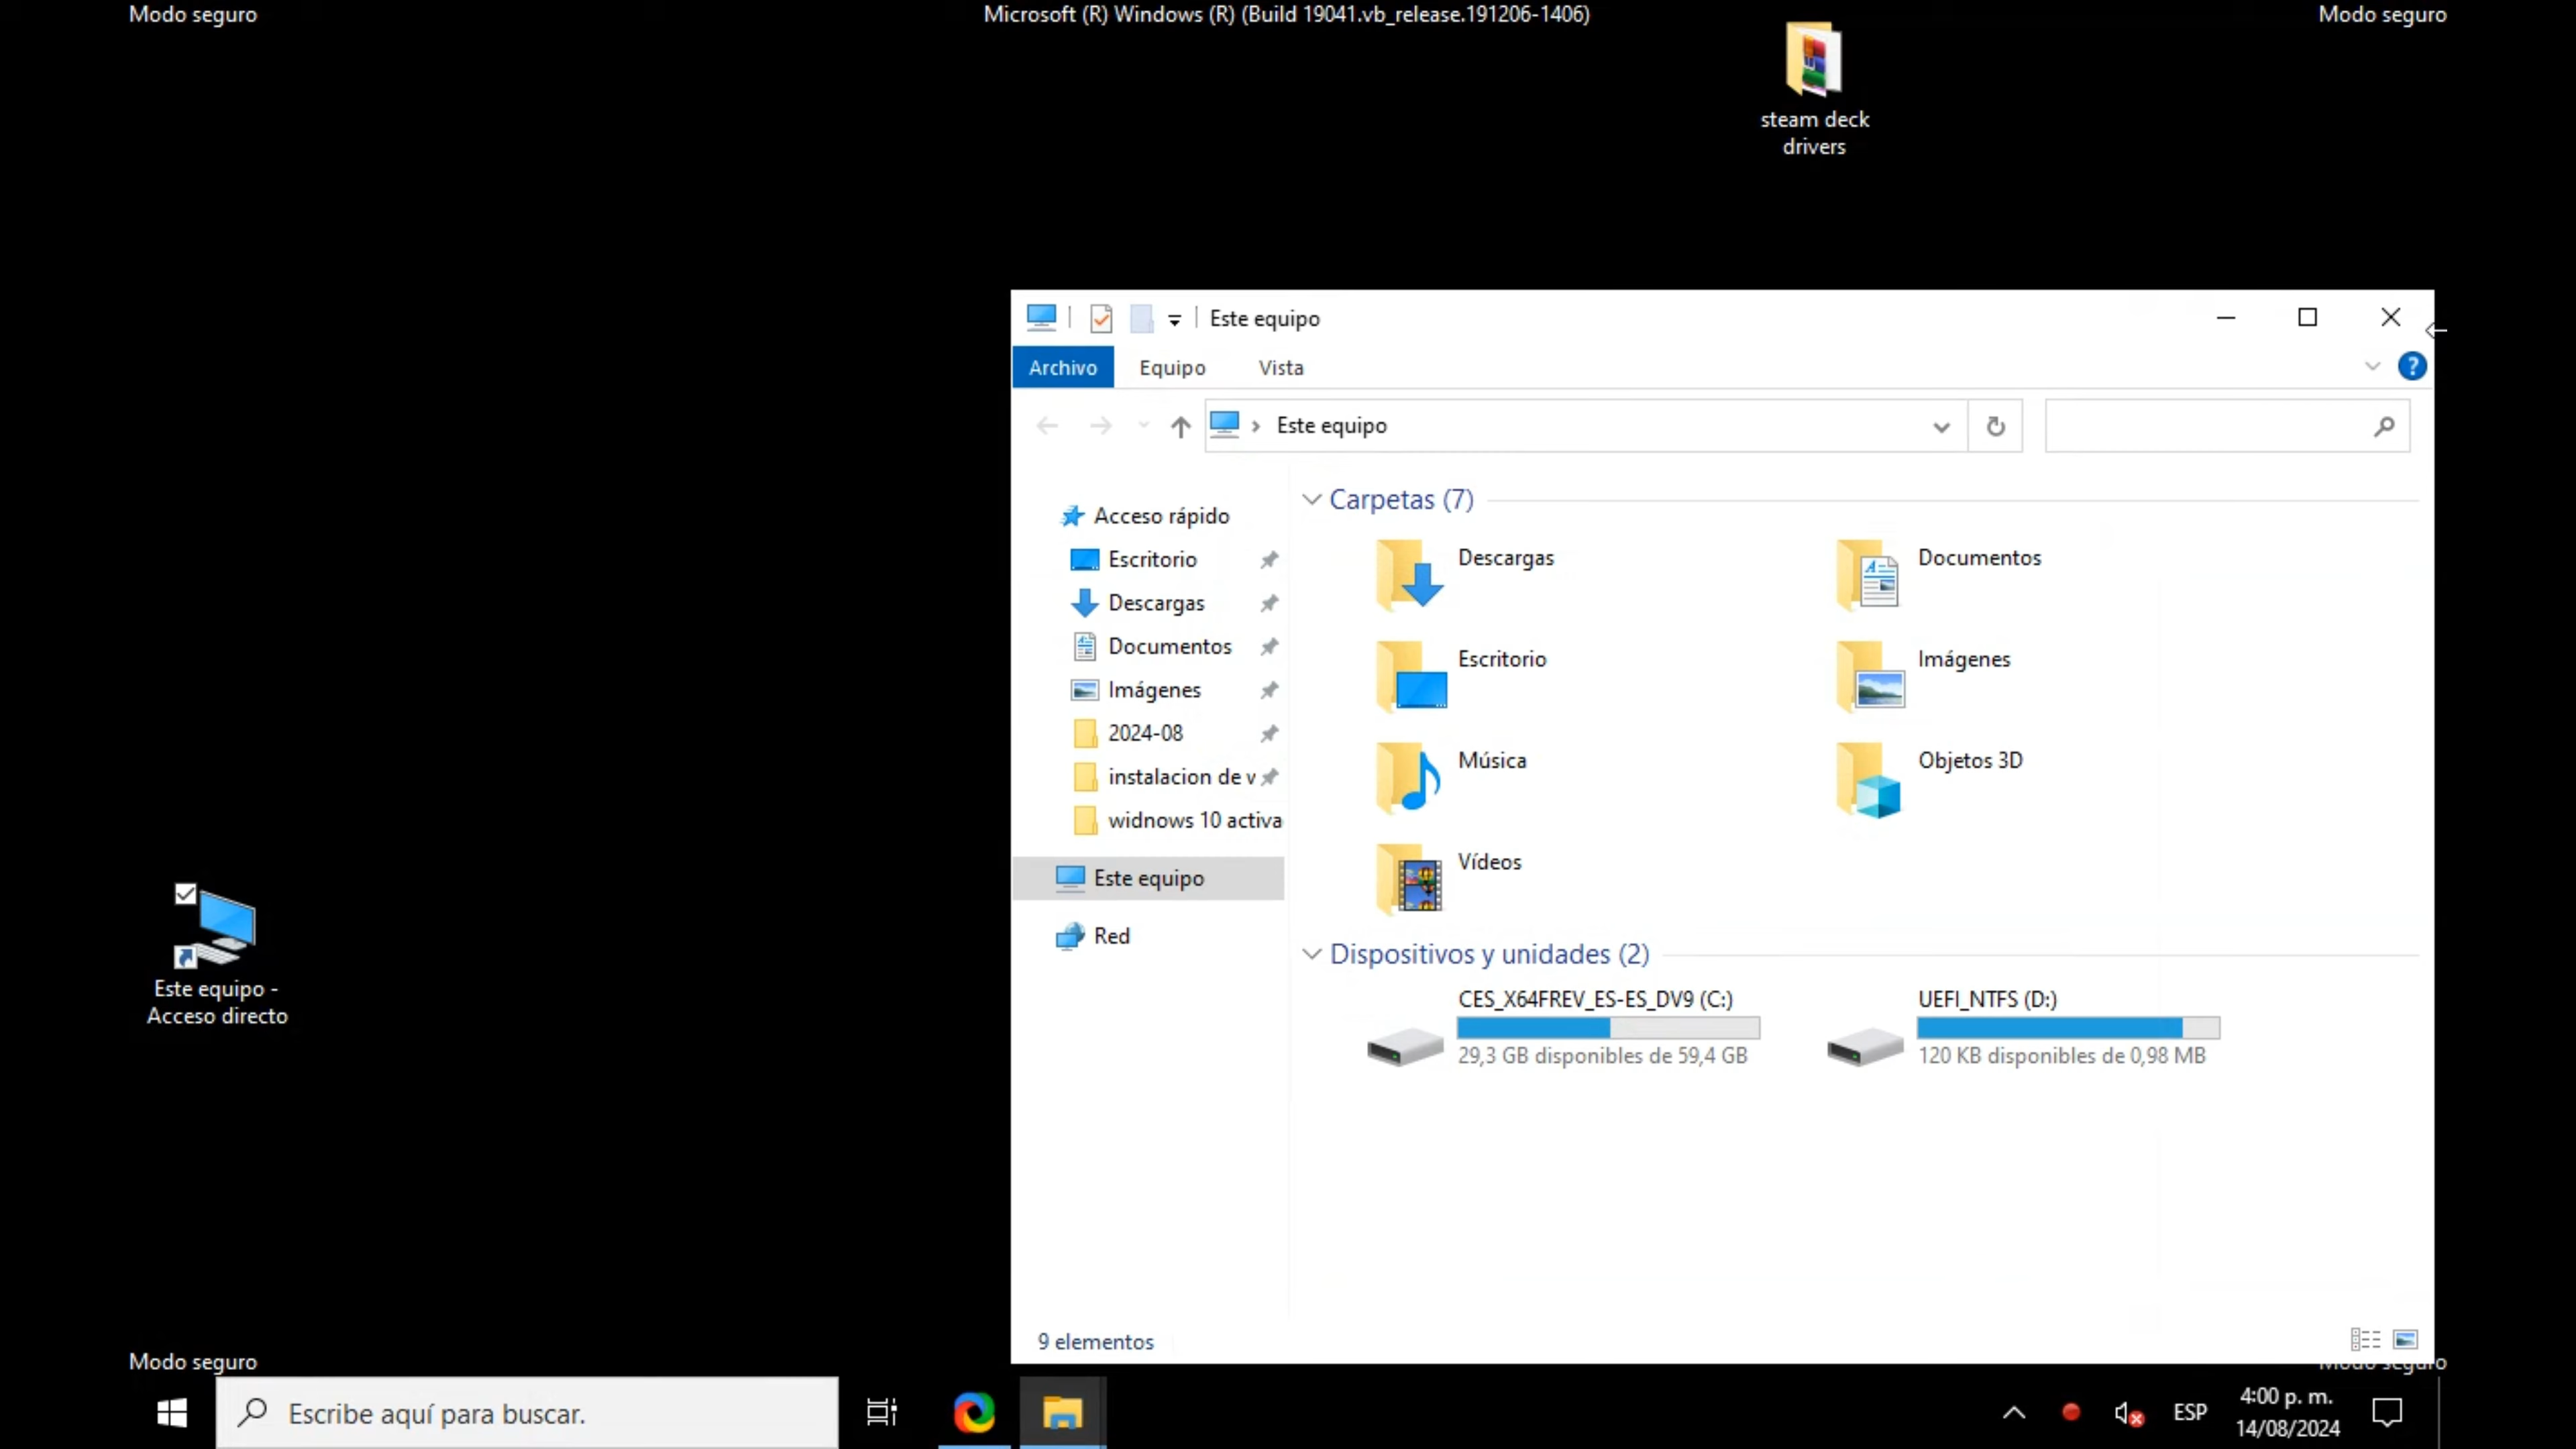 Modo seguro
Microsoft (R) Windows (R) (Build 19041.vb_release.191206-1406)
Modo seguro
steam deck
drivers
Este equipo
Archivo
Equipo
Vista
?
Este equipo
Acceso rápido
Escritorio
Descargas
Documentos
Imágenes
2024-08
instalacion de v
widnows 10 activa
Este equipo
Red
Carpetas (7)
Descargas
Documentos
Escritorio
Imágenes
Música
Objetos 3D
Vídeos
Dispositivos y unidades (2)
CES_X64FREV_ES-ES_DV9 (C:)
29,3 GB disponibles de 59,4 GB
UEFI_NTFS (D:)
120 KB disponibles de 0,98 MB
9 elementos
Este equipo -
Acceso directo
Modo seguro
Modo seguro
Escribe aquí para buscar.
ESP
4:00 p. m.
14/08/2024